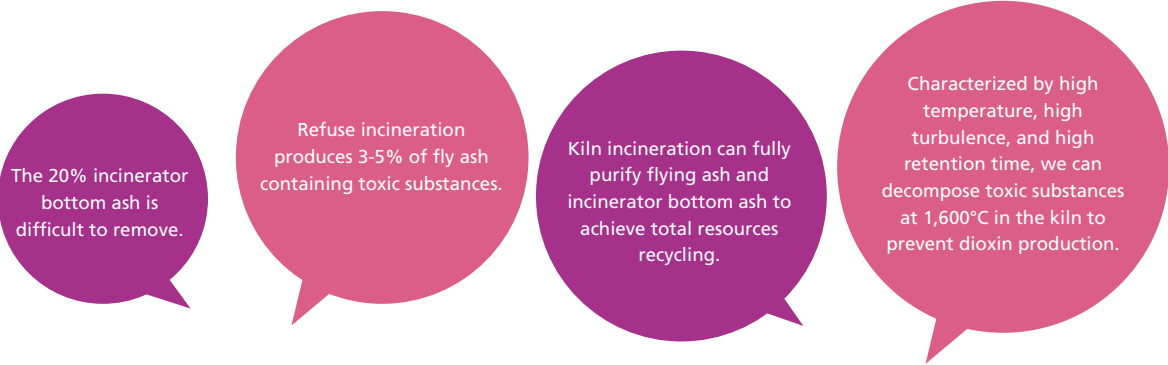 The 20% incinerator
bottom ash is
difficult to remove.
Refuse incineration
produces 3-5% of fly ash
containing toxic substances.
Kiln incineration can fully
purify flying ash and
incinerator bottom ash to
achieve total resources
recycling.
Characterized by high
temperature, high
turbulence, and high
retention time, we can
decompose toxic substances
at 1,600°C in the kiln to
prevent dioxin production.